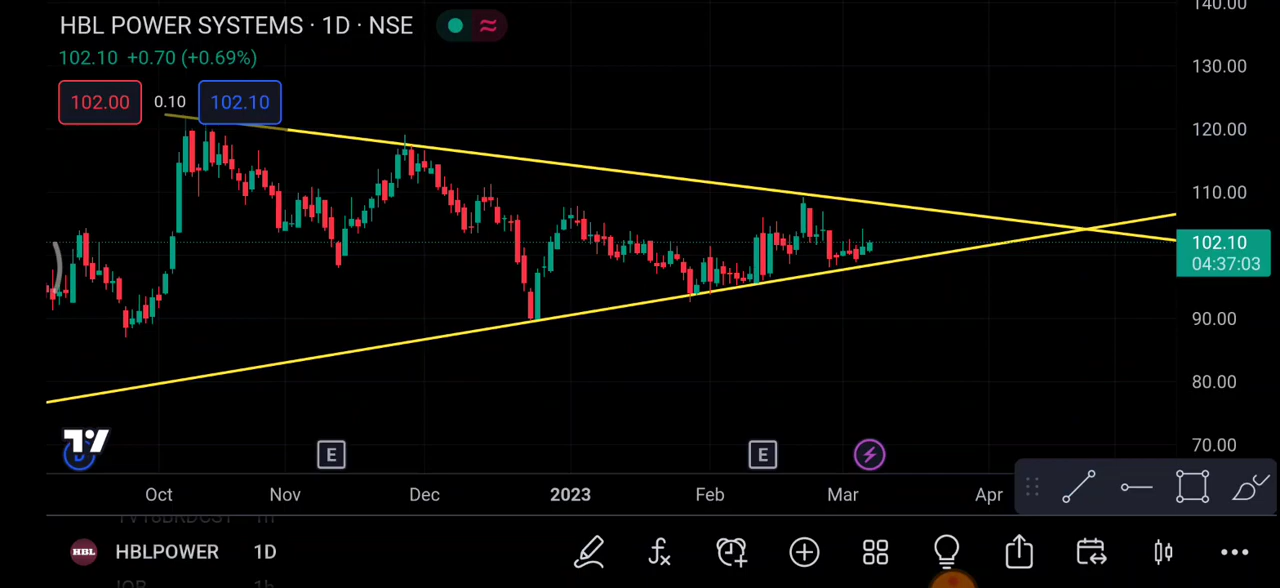 140.00
HBL POWER SYSTEMS · 1D · NSE
102.10 +0.70 (+0.69%)
130.00
102.00 0.10 102.10
120.00
110.00
102.10
04:37:03
90.00
80.00
70.00
E E
Oct Nov Dec 2023 Feb Mar Apr
HBL HBLPOWER 1D